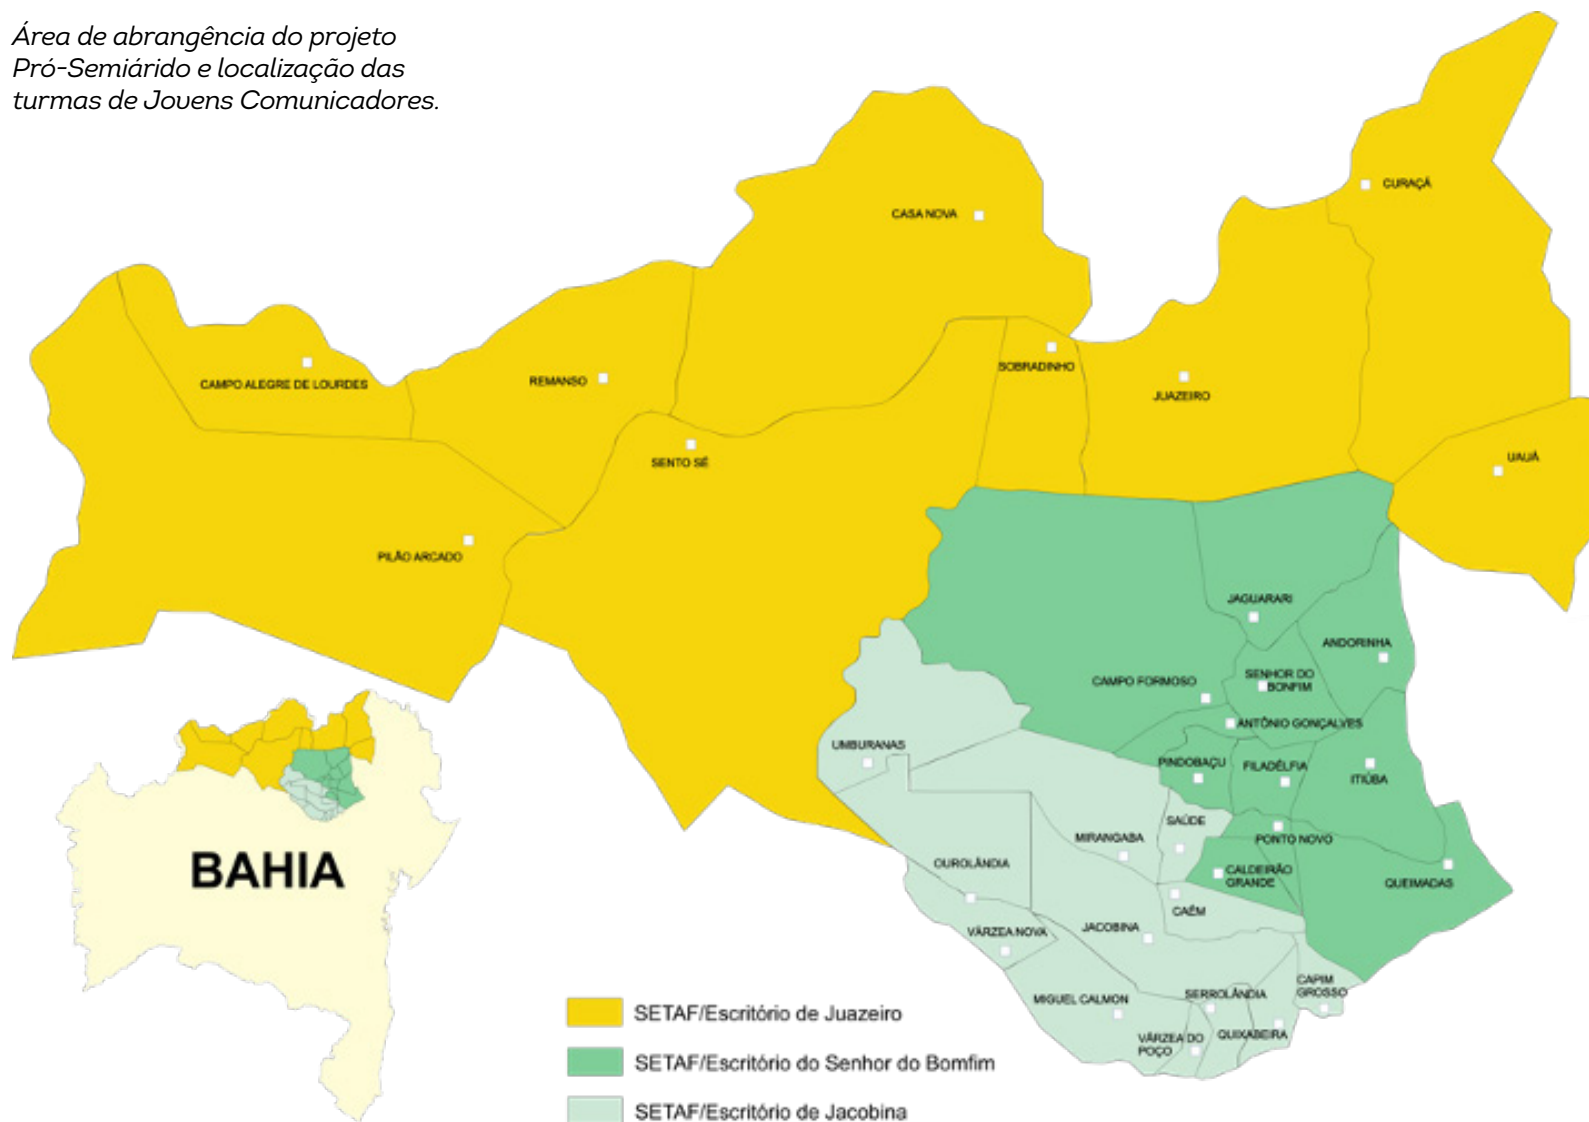 Área de abrangência do projeto
Pró-Semiárido e localização das
turmas de Jovens Comunicadores.
CURAÇÁ
CASA NOVA
CAMPO ALEGRE DE LOURDES
REMANSO
SOBRADINHO
JUAZEIRO
SENTO SÉ
UAUÁ
PILÃO ARCADO
JAGUARARI
ANDORINHA
CAMPO FORMOSO
SENHOR DO
BONFIM
ANTÔNIO GONÇALVES
UMBURANAS
PINDOBAÇU
FILADÉLFIA
ITIÚBA
SAÚDE
MIRANGABA
PONTO NOVO
OUROLÂNDIA
CALDEIRÃO
GRANDE
QUEIMADAS
CAÉM
JACOBINA
VÁRZEA NOVA
CAPIM
GROSSO
MIGUEL CALMON
SERROLÂNDIA
VÁRZEA DO
POÇO
QUIXABEIRA
BAHIA
SETAF/Escritório de Juazeiro
SETAF/Escritório do Senhor do Bomfim
SETAF/Escritório de Jacobina